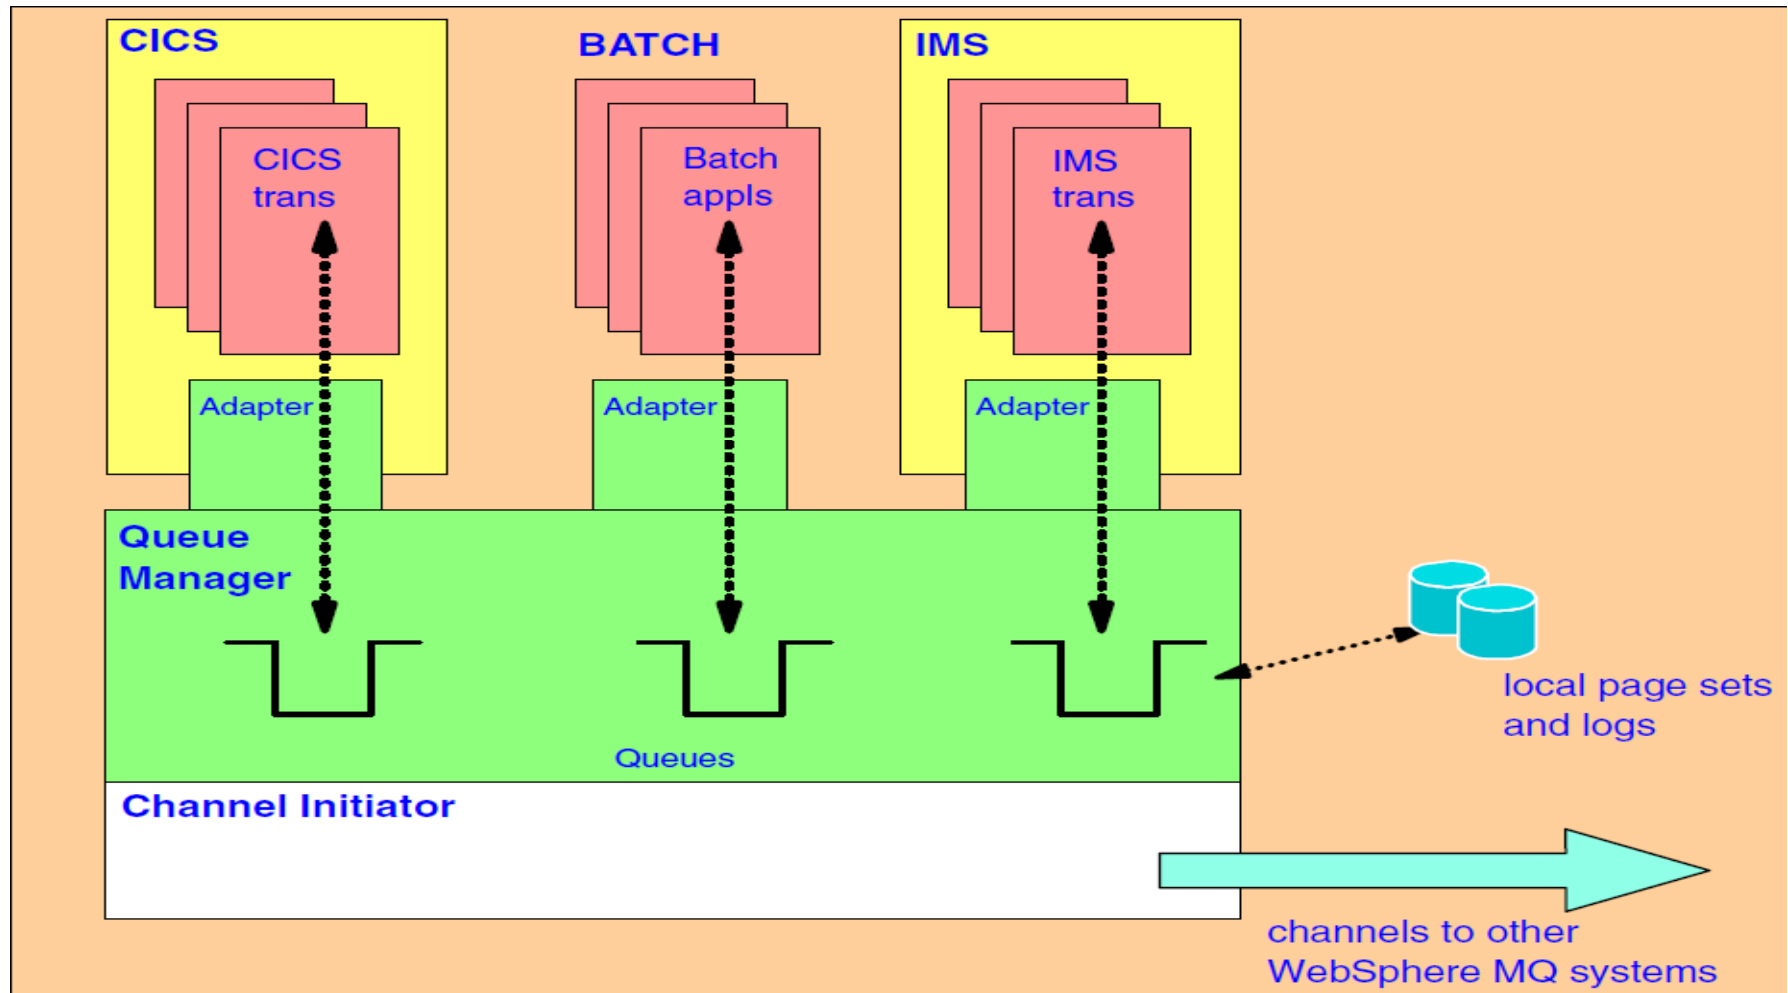 CICS
BATCH
IMS
CICS
trans
Batch
appls
IMS
trans
Adapter
Adapter
Adapter
Queue
Manager
Queues
local page sets
and logs
Channel Initiator
channels to other
WebSphere MQ systems